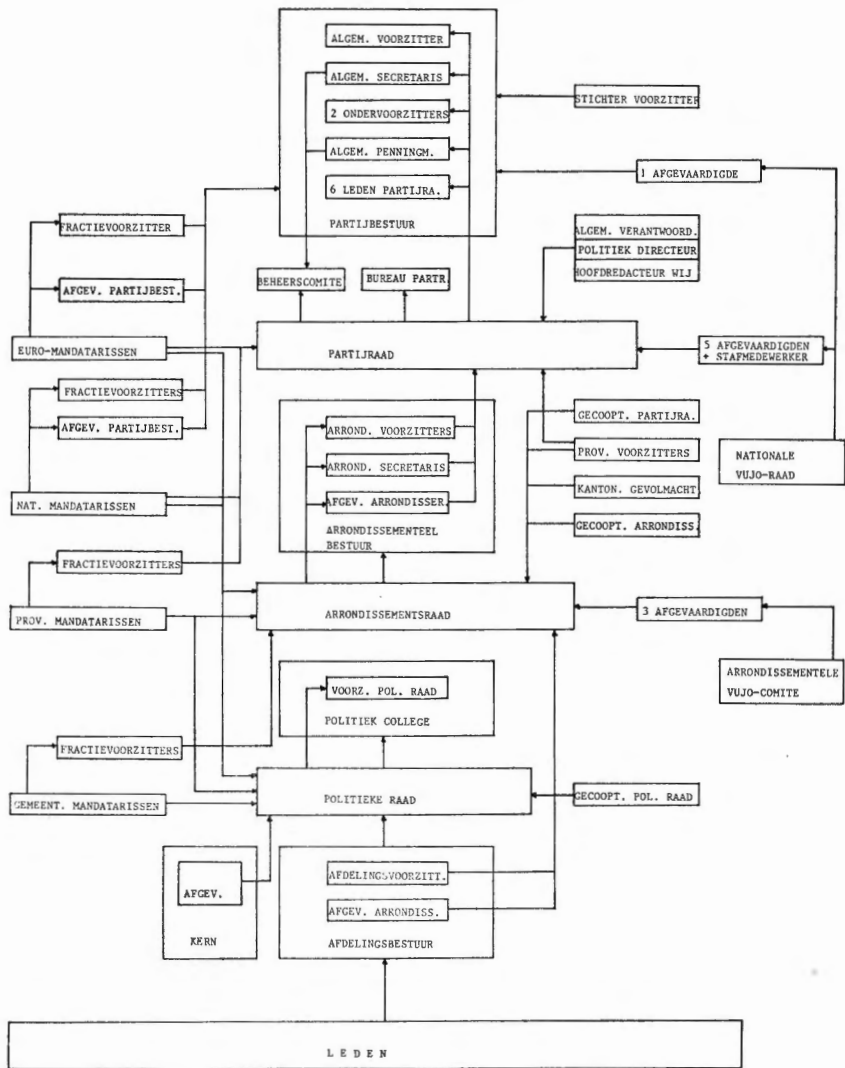 ALGEM. VOORZITTER
ALGEM. SECRETARIS
2 ONDERVOORZITTERS
ALGEM. PENNINGM.
6 LEDEN PARTIJRA.
PARTIJBESTUUR
STICHTER VOORZITTER
1 AFGEVAARDIGDE
FRACTIEVOORZITTER
AFGEV. PARTIJBEST.
EURO-MANDATARISSEN
ALGEM. VERANTWOORD.
POLITIEK DIRECTEUR
HOOFDREDACTEUR WIJ
BEHEERSCOMITE
BUREAU PARTR.
PARTIJRAAD
5 AFGEVAARDIGDEN
+ STAFMEDEWERKER
FRACTIEVOORZITTERS
AFGEV. PARTIJBEST.
NAT. MANDATARISSEN
ARROND. VOORZITTERS
ARROND. SECRETARIS
AFGEV. ARRONDISSER.
ARRONDISSEMENTEEL
BESTUUR
GECOOPT. PARTIJRA.
PROV. VOORZITTERS
KANTON. GEVOLMACHT.
GECOOPT. ARRONDISS.
NATIONALE
VUJO-RAAD
FRACTIEVOORZITTERS
PROV. MANDATARISSEN
ARRONDISSEMENTSRAAD
3 AFGEVAARDIGDEN
ARRONDISSEMENTELE
VUJO-COMITE
VOORZ. POL. RAAD
POLITIEK COLLEGE
FRACTIEVOORZITTERS
GEMEENT. MANDATARISSEN
POLITIEKE RAAD
GECOOPT. POL. RAAD
AFGEV.
KERN
AFDELINGSVOORZITT.
AFGEV. ARRONDISS.
AFDELINGSBESTUUR
LEDEN